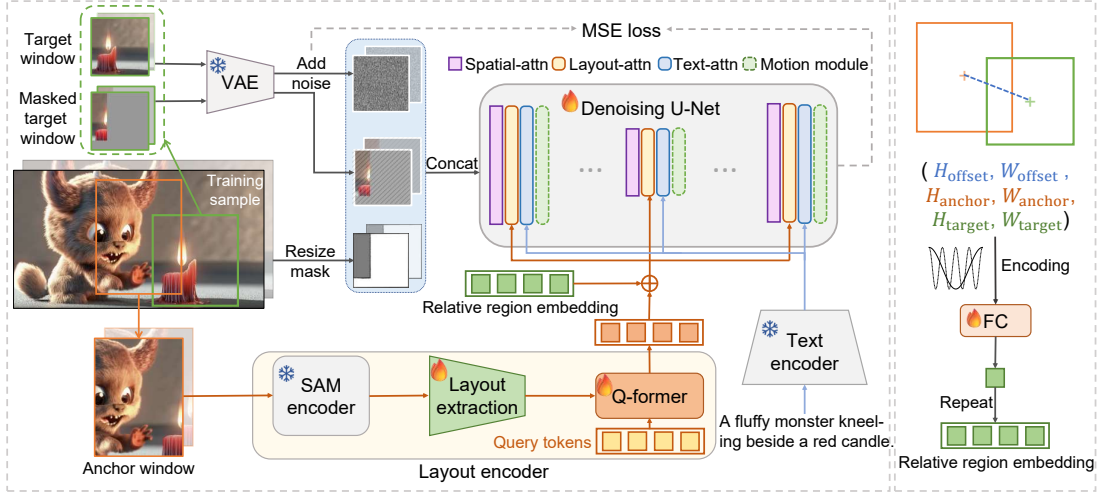 Target
window
Masked
target
window
VAE
Add
noise
MSE loss
Spatial-attn
Layout-attn
Text-attn
Motion module
Denoising U-Net
...
...
Concat
Training
sample
Resize
mask
Relative region embedding
SAM
encoder
Layout
extraction
Q-former
Query tokens
Layout encoder
Anchor window
Text
encoder
A fluffy monster kneel-
ing beside a red candle.
( H_offset, W_offset ,
H_anchor, W_anchor,
H_target, W_target)
Encoding
FC
Repeat
Relative region embedding